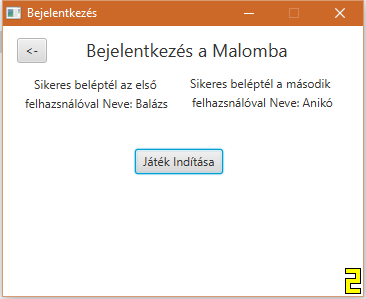 Bejelentkezés
<-
Bejelentkezés a Malomba
Sikeres beléptél az első
felhazsnálóval Neve: Balázs
Sikeres beléptél a második
felhazsnálóval Neve: Anikó
Játék Indítása
2